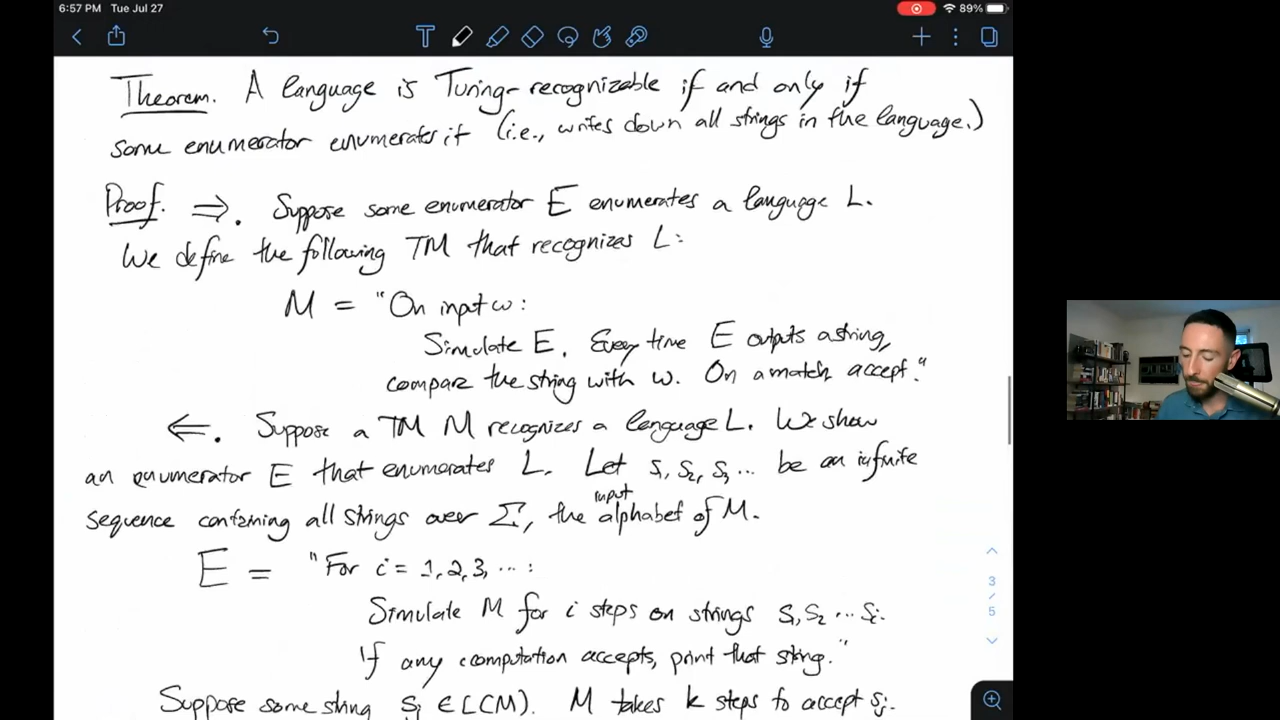 6:57 PM Tue Jul 27
89%
Theorem. A language is Turing-recognizable if and only if
some enumerator enumerates it (i.e., writes down all strings in the language.)
Proof. ⇒. Suppose some enumerator E enumerates a language L.
We define the following TM that recognizes L:
M = "On input w:
Simulate E. Every time E outputs a string,
compare the string with w. On a match accept."
⇐. Suppose a TM M recognizes a language L. We show
an enumerator E that enumerates L. Let s₁, s₂, s₃ ... be an infinite
sequence containing all strings over Σ, the input alphabet of M.
E = "For i = 1, 2, 3, ... :
Simulate M for i steps on strings s₁, s₂ ... sᵢ.
If any computation accepts, print that string."
Suppose some string sⱼ ∈ L(M). M takes k steps to accept sⱼ.
3
/
5